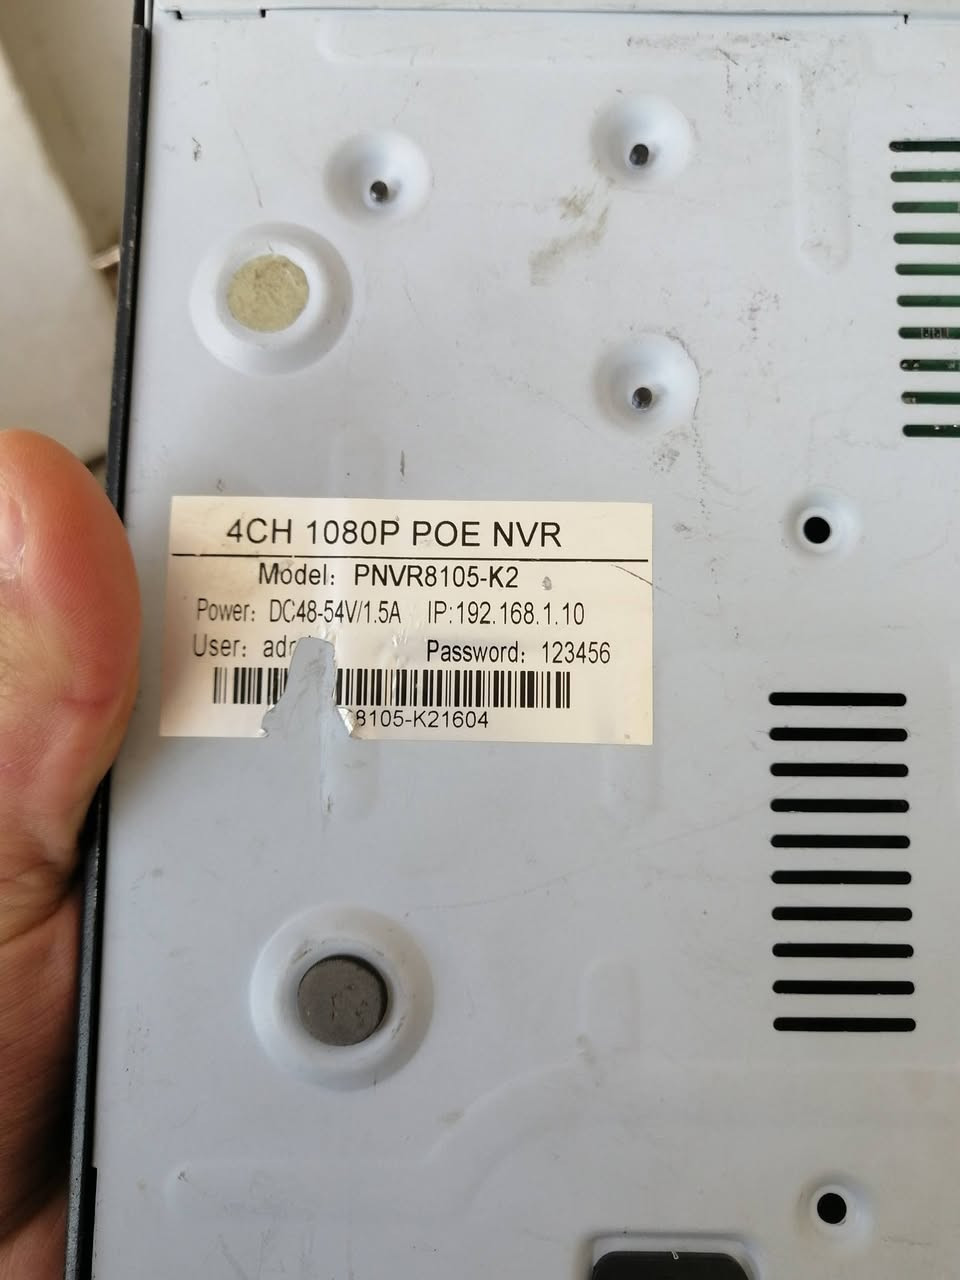 4CH 1080P POE NVR
Model: PNVR8105-K2
Power: DC48-54V/1.5A IP:192.168.1.10
User: Password: 123456
8105-K21604